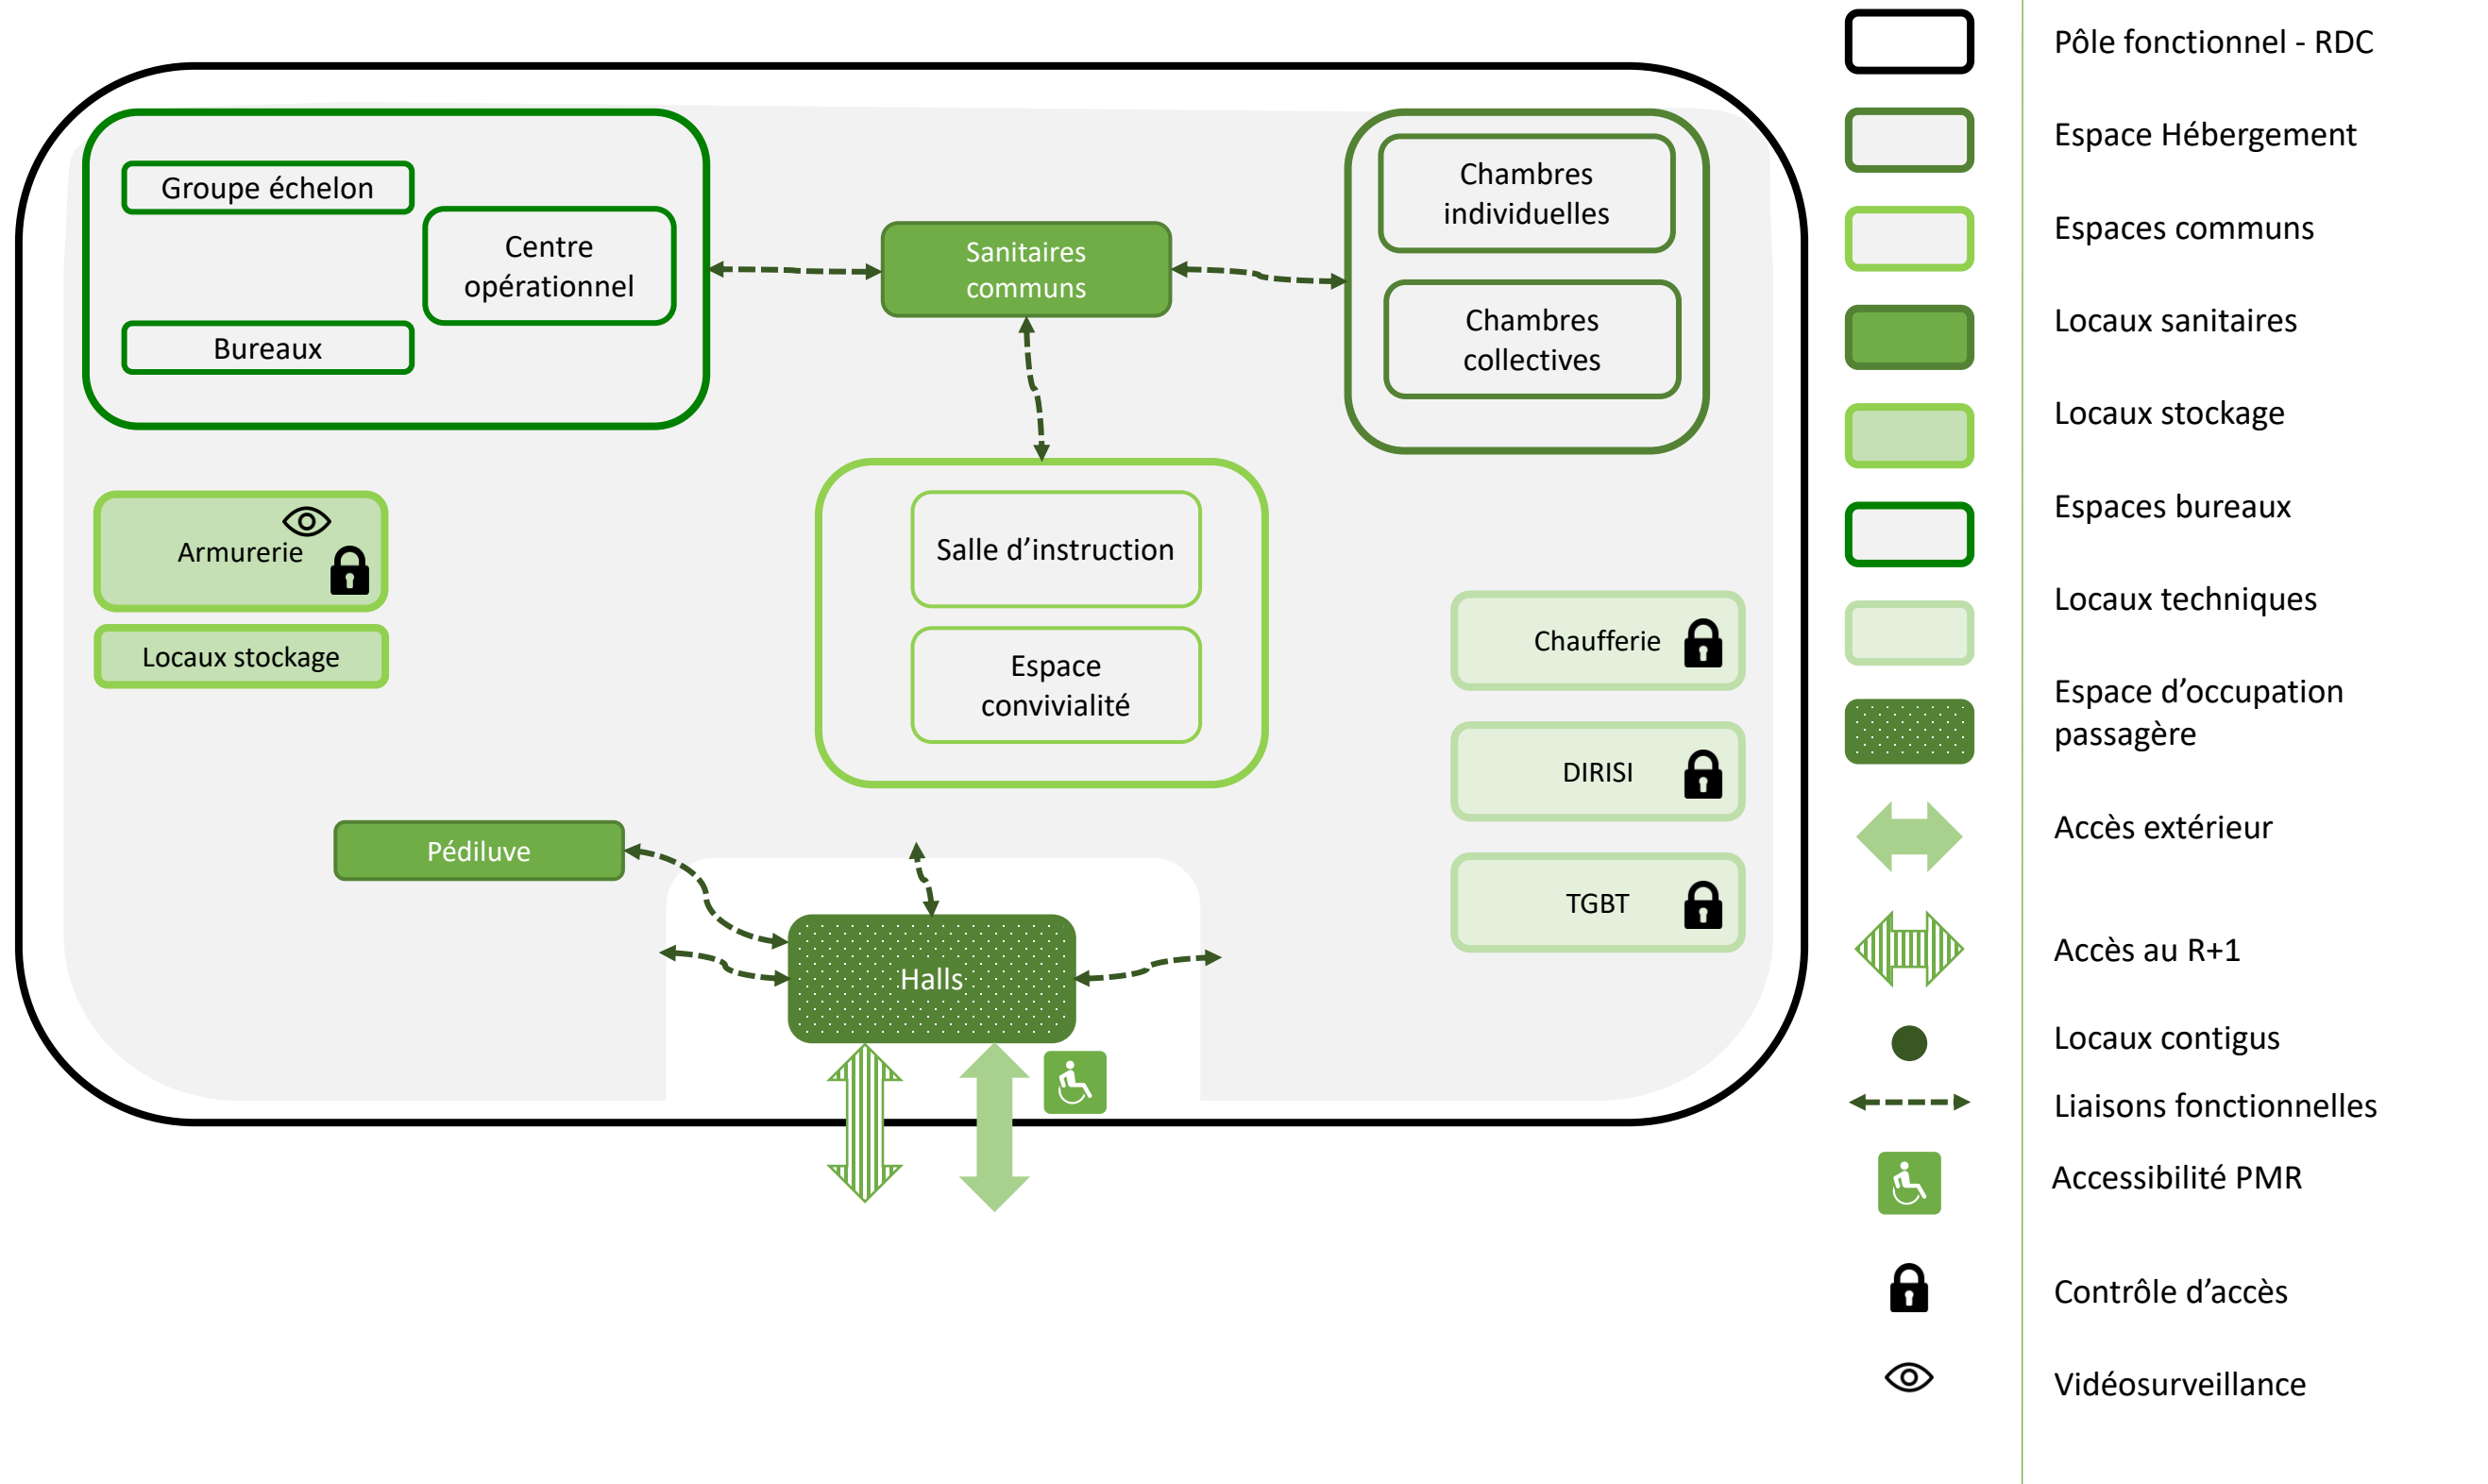 Groupe échelon
Centre
opérationnel
Bureaux
Sanitaires
communs
Chambres
individuelles
Chambres
collectives
Armurerie
Locaux stockage
Salle d’instruction
Espace
convivialité
Chaufferie
DIRISI
TGBT
Pédiluve
Halls
Pôle fonctionnel - RDC
Espace Hébergement
Espaces communs
Locaux sanitaires
Locaux stockage
Espaces bureaux
Locaux techniques
Espace d’occupation
passagère
Accès extérieur
Accès au R+1
Locaux contigus
Liaisons fonctionnelles
Accessibilité PMR
Contrôle d’accès
Vidéosurveillance